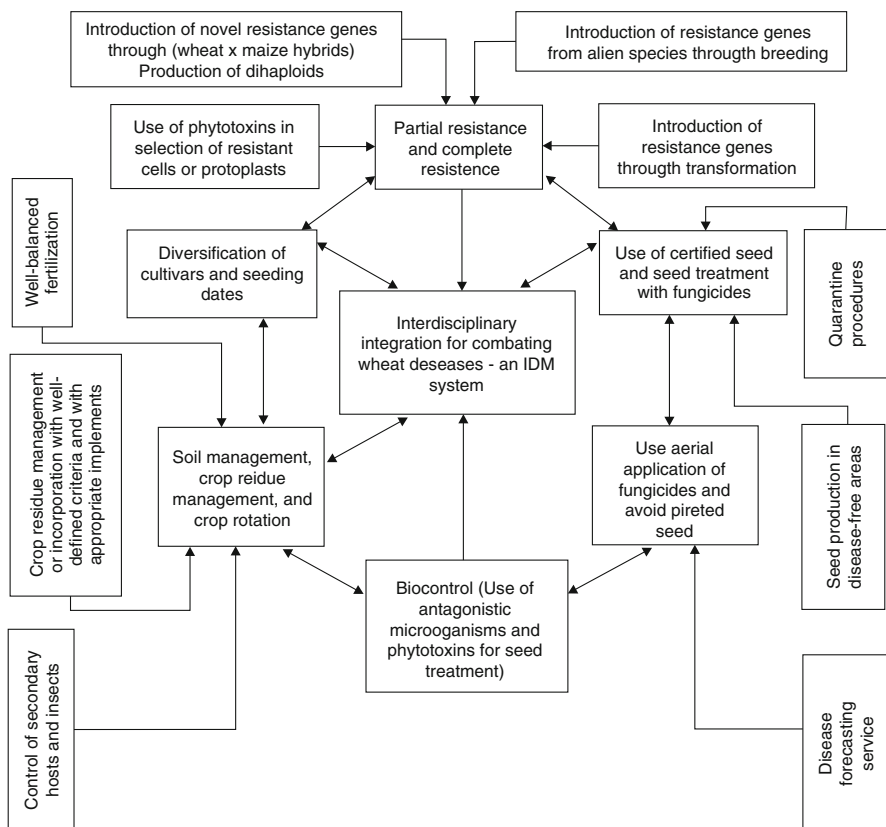 Introduction of novel resistance genes
through (wheat x maize hybrids)
Production of dihaploids
Introduction of resistance genes
from alien species througth breeding
Use of phytotoxins in
selection of resistant
cells or protoplasts
Partial resistance
and complete
resistence
Introduction of
resistance genes
througth transformation
Well-balanced
fertilization
Diversification of
cultivars and seeding
dates
Use of certified seed
and seed treatment
with fungicides
Quarantine
procedures
Interdisciplinary
integration for combating
wheat deseases - an IDM
system
Crop residue management
or incorporation with well-
defined criteria and with
appropriate implements
Soil management,
crop reidue
management, and
crop rotation
Use aerial
application of
fungicides and
avoid pireted
seed
Seed production in
disease-free areas
Biocontrol (Use of
antagonistic
microoganisms and
phytotoxins for seed
treatment)
Control of secondary
hosts and insects
Disease
forecasting
service